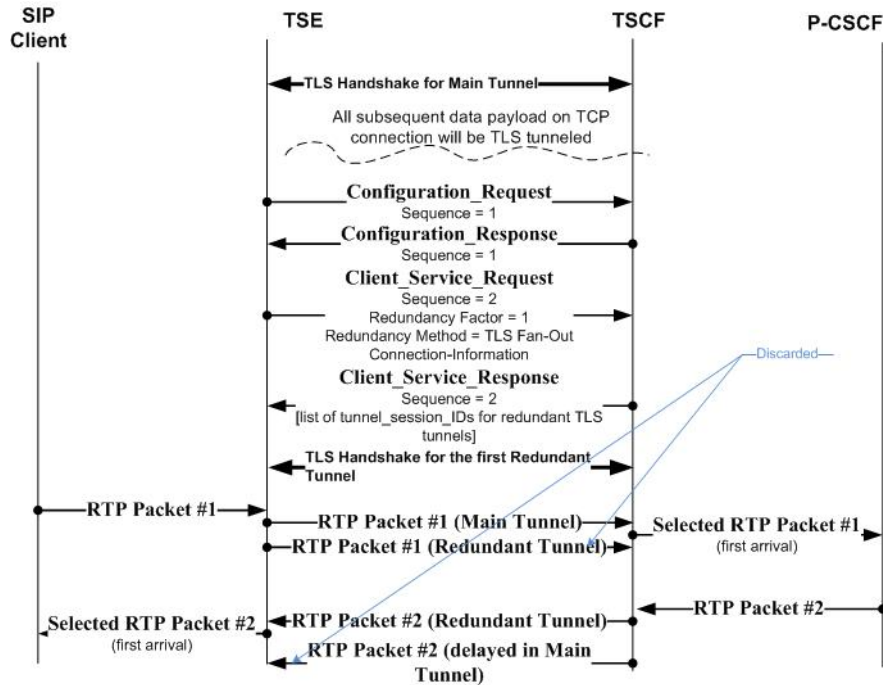 SIP
Client
TSE
TSCF
P-CSCF
TLS Handshake for Main Tunnel
All subsequent data payload on TCP
connection will be TLS tunneled
Configuration_Request
Sequence = 1
Configuration_Response
Sequence = 1
Client_Service_Request
Sequence = 2
Redundancy Factor = 1
Redundancy Method = TLS Fan-Out
Connection-Information
Discarded
Client_Service_Response
Sequence = 2
[list of tunnel_session_IDs for redundant TLS
tunnels]
TLS Handshake for the first Redundant
Tunnel
RTP Packet #1
RTP Packet #1 (Main Tunnel)
Selected RTP Packet #1
(first arrival)
RTP Packet #1 (Redundant Tunnel)
RTP Packet #2
RTP Packet #2 (Redundant Tunnel)
Selected RTP Packet #2
(first arrival)
RTP Packet #2 (delayed in Main
Tunnel)